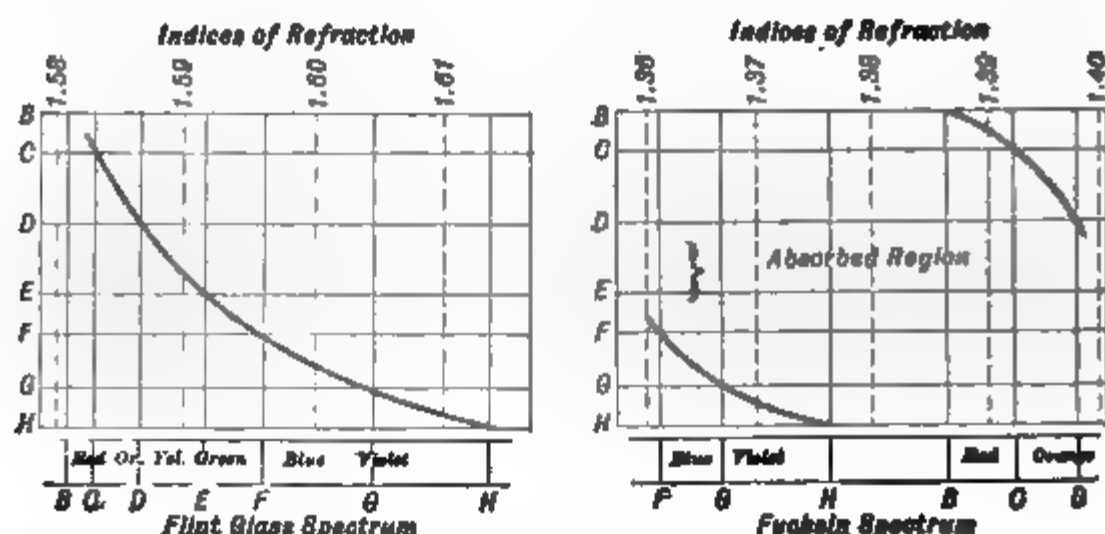 Indices of Refraction
1.58 1.59 1.60 1.61
B
C
D
E
F
G
H
Red Or. Yel. Green Blue Violet
B C D E F G H
Flint Glass Spectrum
Indices of Refraction
1.36 1.37 1.38 1.39 1.40
B
C
D
Absorbed Region
E
F
G
H
Blue Violet Red Orange
F G H B C D
Fuchsin Spectrum